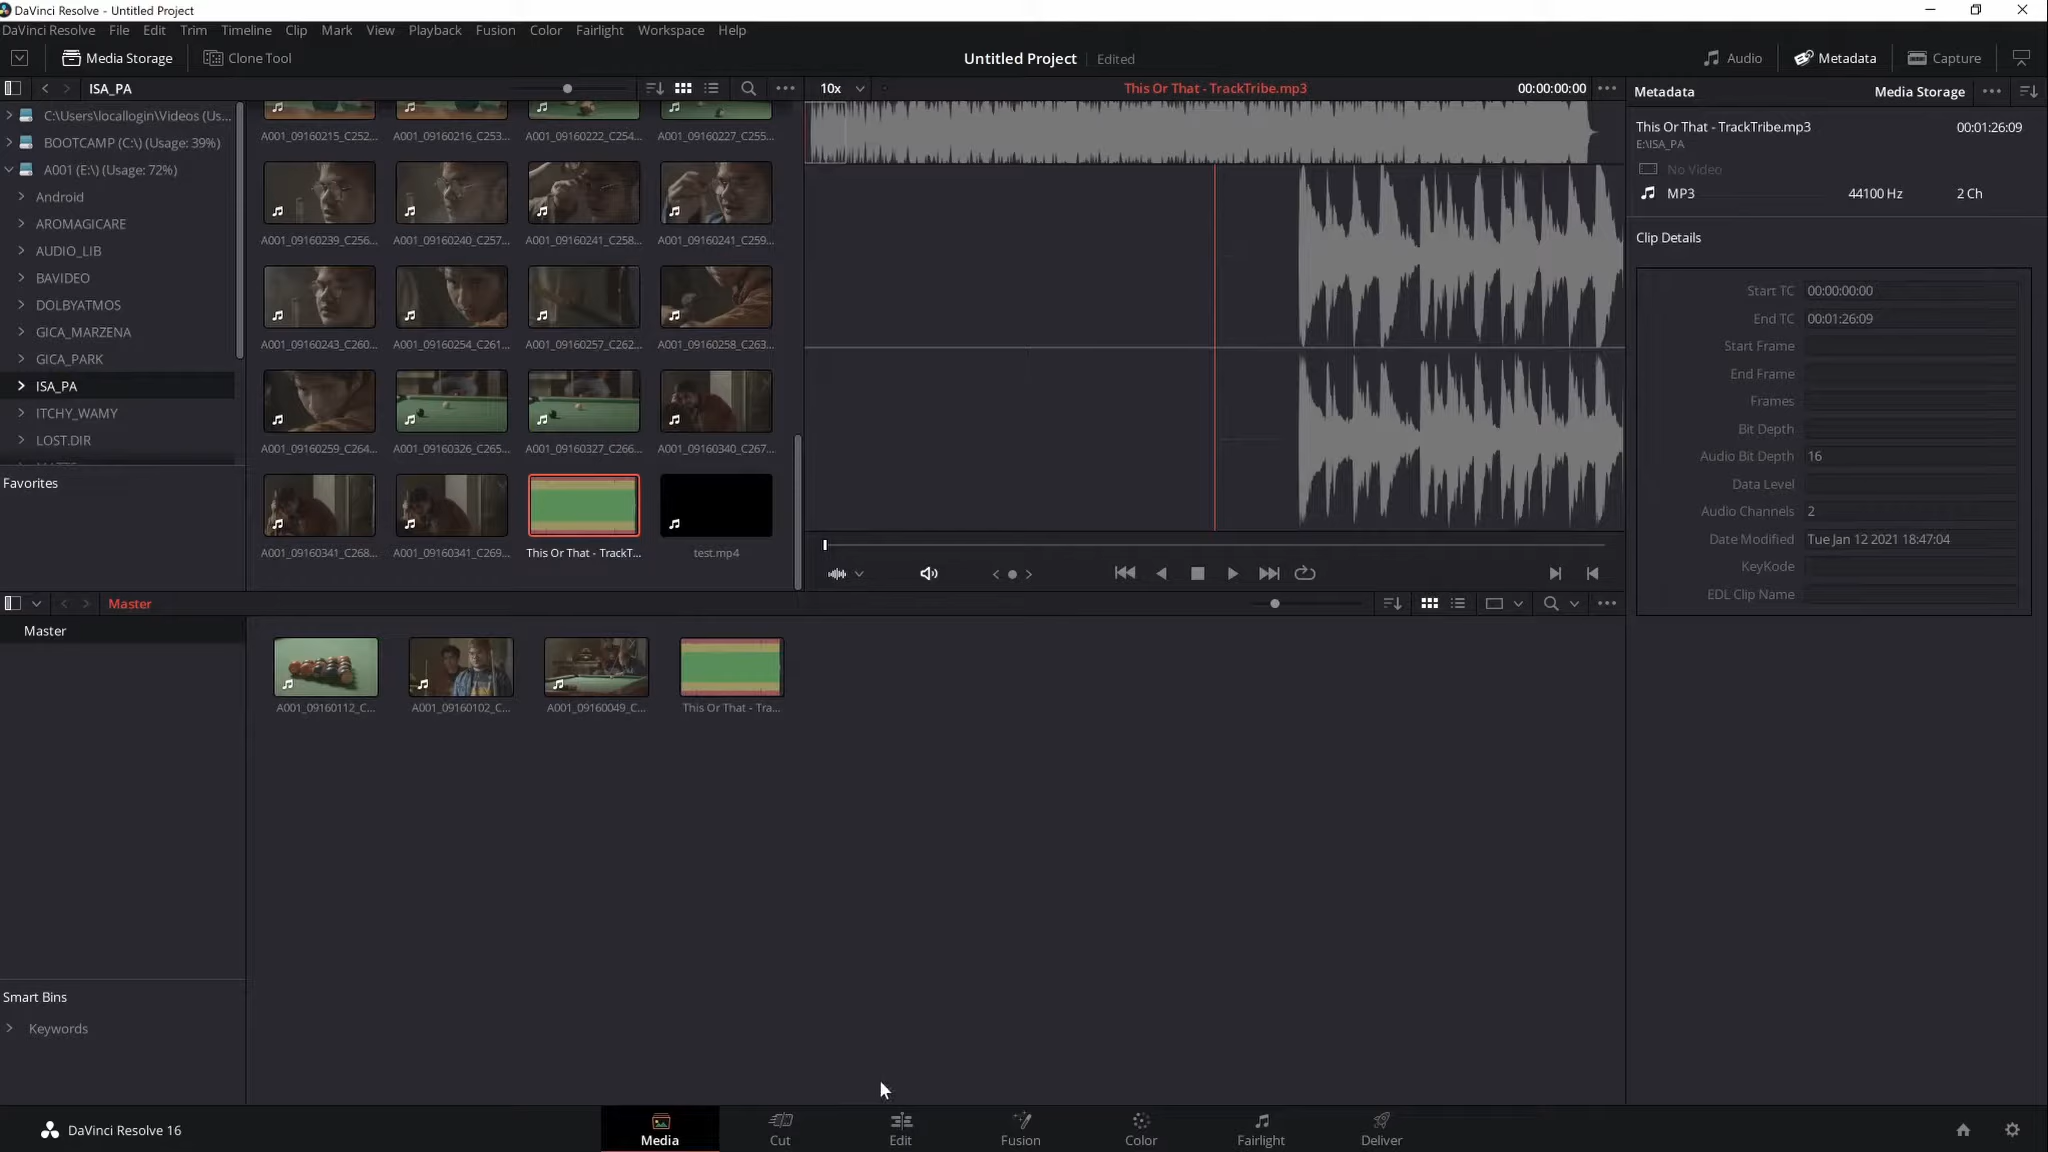 DaVinci Resolve - Untitled Project
DaVinci Resolve File Edit Trim Timeline Clip Mark View Playback Fusion Color Fairlight Workspace Help
Media Storage Clone Tool Untitled Project Edited Audio Metadata Capture
ISA_PA
C:\Users\locallogin\Videos (Us...
BOOTCAMP (C:\) (Usage: 39%)
A001 (E:\) (Usage: 72%)
Android
AROMAGICARE
AUDIO_LIB
BAVIDEO
DOLBYATMOS
GICA_MARZENA
GICA_PARK
ISA_PA
ITCHY_WAMY
LOST.DIR
Favorites
A001_09160215_C252... A001_09160216_C253... A001_09160222_C254... A001_09160227_C255...
A001_09160239_C256... A001_09160240_C257... A001_09160241_C258... A001_09160241_C259...
A001_09160243_C260... A001_09160254_C261... A001_09160257_C262... A001_09160258_C263...
A001_09160259_C264... A001_09160326_C265... A001_09160327_C266... A001_09160340_C267...
A001_09160341_C268... A001_09160341_C269... This Or That - TrackT... test.mp4
10x This Or That - TrackTribe.mp3 00:00:00:00
Metadata Media Storage
This Or That - TrackTribe.mp3 00:01:26:09
E:\ISA_PA
No Video
MP3 44100 Hz 2 Ch
Clip Details
Start TC 00:00:00:00
End TC 00:01:26:09
Start Frame
End Frame
Frames
Bit Depth
Audio Bit Depth 16
Data Level
Audio Channels 2
Date Modified Tue Jan 12 2021 18:47:04
KeyKode
EDL Clip Name
Master
Master
A001_09160112_C... A001_09160102_C... A001_09160049_C... This Or That - Tra...
Smart Bins
Keywords
DaVinci Resolve 16 Media Cut Edit Fusion Color Fairlight Deliver